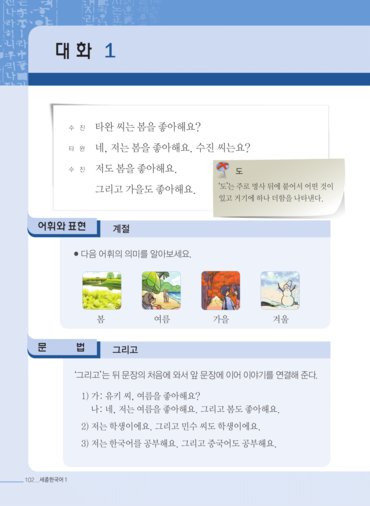 대화 1
수 진 타완 씨는 봄을 좋아해요?
타 완 네, 저는 봄을 좋아해요. 수진 씨는요?
수 진 저도 봄을 좋아해요.
그리고 가을도 좋아해요.
도
'도'는 주로 명사 뒤에 붙어서 어떤 것이
있고 거기에 하나 더함을 나타낸다.
어휘와 표현 계절
● 다음 어휘의 의미를 알아보세요.
봄 여름 가을 겨울
문 법 그리고
'그리고'는 뒤 문장의 처음에 와서 앞 문장에 이어 이야기를 연결해 준다.
1) 가: 유키 씨, 여름을 좋아해요?
나: 네, 저는 여름을 좋아해요. 그리고 봄도 좋아해요.
2) 저는 학생이에요. 그리고 민수 씨도 학생이에요.
3) 저는 한국어를 공부해요. 그리고 중국어도 공부해요.
102 _ 세종한국어 1